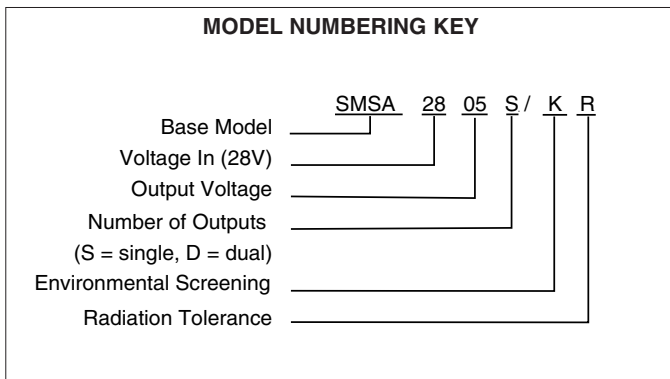 MODEL NUMBERING KEY
SMSA 28 05 S / K R
Base Model
Voltage In (28V)
Output Voltage
Number of Outputs
(S = single, D = dual)
Environmental Screening
Radiation Tolerance